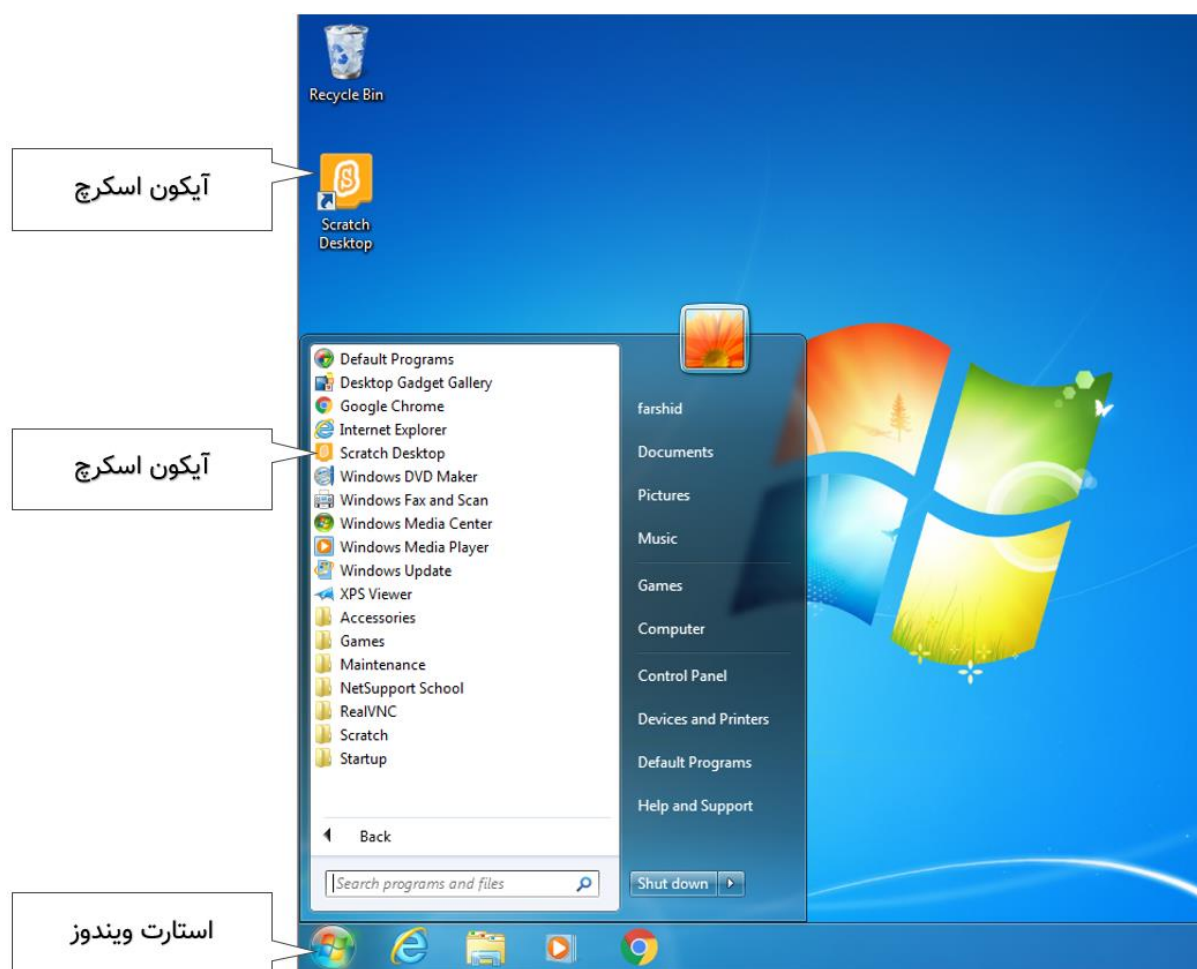 Recycle Bin
آیکون اسکرچ
Scratch
Desktop
Default Programs
Desktop Gadget Gallery
Google Chrome
Internet Explorer
آیکون اسکرچ
Scratch Desktop
Windows DVD Maker
Windows Fax and Scan
Windows Media Center
Windows Media Player
Windows Update
XPS Viewer
Accessories
Games
Maintenance
NetSupport School
RealVNC
Scratch
Startup
Back
Search programs and files
farshid
Documents
Pictures
Music
Games
Computer
Control Panel
Devices and Printers
Default Programs
Help and Support
Shut down
استارت ویندوز